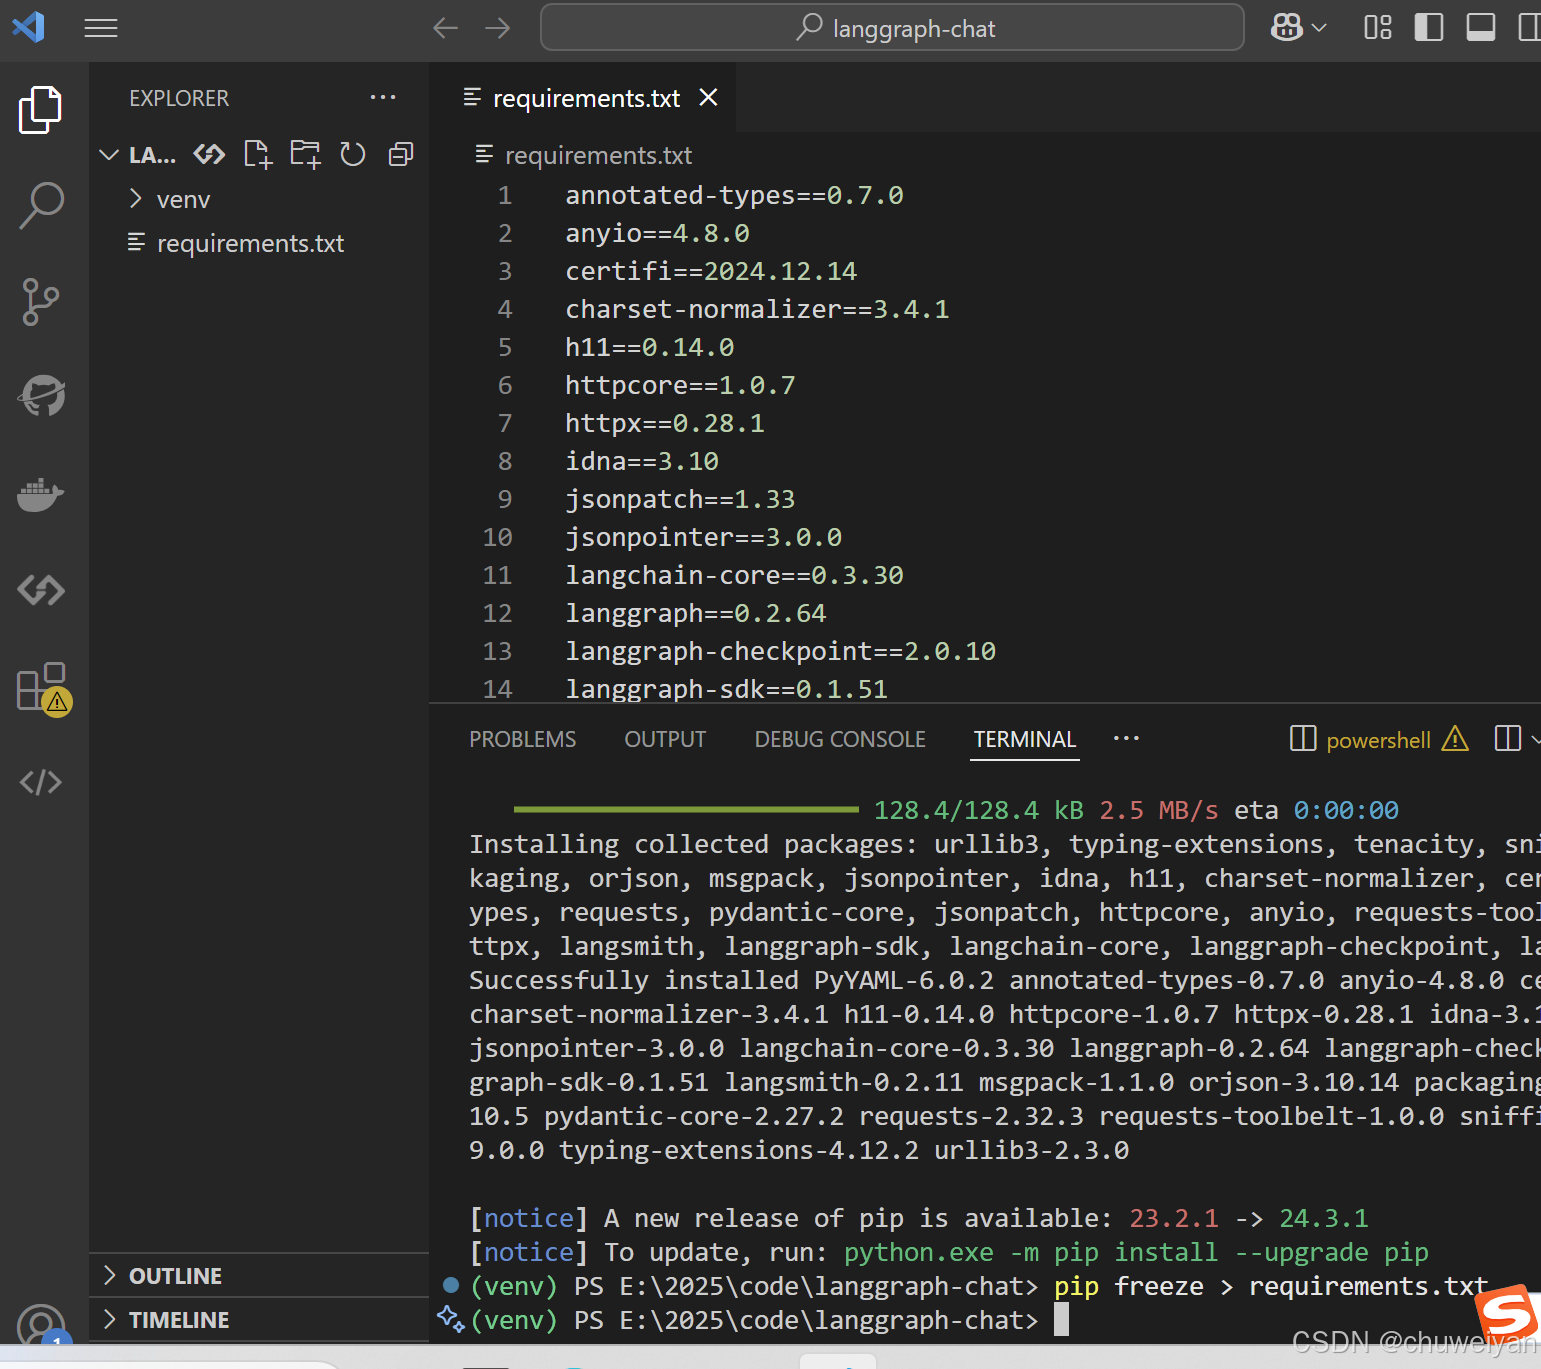 langgraph-chat
EXPLORER
requirements.txt
LA...
requirements.txt
venv
requirements.txt
1 annotated-types==0.7.0
2 anyio==4.8.0
3 certifi==2024.12.14
4 charset-normalizer==3.4.1
5 h11==0.14.0
6 httpcore==1.0.7
7 httpx==0.28.1
8 idna==3.10
9 jsonpatch==1.33
10 jsonpointer==3.0.0
11 langchain-core==0.3.30
12 langgraph==0.2.64
13 langgraph-checkpoint==2.0.10
14 langgraph-sdk==0.1.51
PROBLEMS OUTPUT DEBUG CONSOLE TERMINAL ... powershell
128.4/128.4 kB 2.5 MB/s eta 0:00:00
Installing collected packages: urllib3, typing-extensions, tenacity, sni
kaging, orjson, msgpack, jsonpointer, idna, h11, charset-normalizer, cer
ypes, requests, pydantic-core, jsonpatch, httpcore, anyio, requests-tool
ttpx, langsmith, langgraph-sdk, langchain-core, langgraph-checkpoint, la
Successfully installed PyYAML-6.0.2 annotated-types-0.7.0 anyio-4.8.0 ce
charset-normalizer-3.4.1 h11-0.14.0 httpcore-1.0.7 httpx-0.28.1 idna-3.1
jsonpointer-3.0.0 langchain-core-0.3.30 langgraph-0.2.64 langgraph-check
graph-sdk-0.1.51 langsmith-0.2.11 msgpack-1.1.0 orjson-3.10.14 packaging
10.5 pydantic-core-2.27.2 requests-2.32.3 requests-toolbelt-1.0.0 sniffi
9.0.0 typing-extensions-4.12.2 urllib3-2.3.0
[notice] A new release of pip is available: 23.2.1 -> 24.3.1
[notice] To update, run: python.exe -m pip install --upgrade pip
(venv) PS E:\2025\code\langgraph-chat> pip freeze > requirements.txt
(venv) PS E:\2025\code\langgraph-chat>
OUTLINE
TIMELINE
1
S
CSDN @chuweiyan